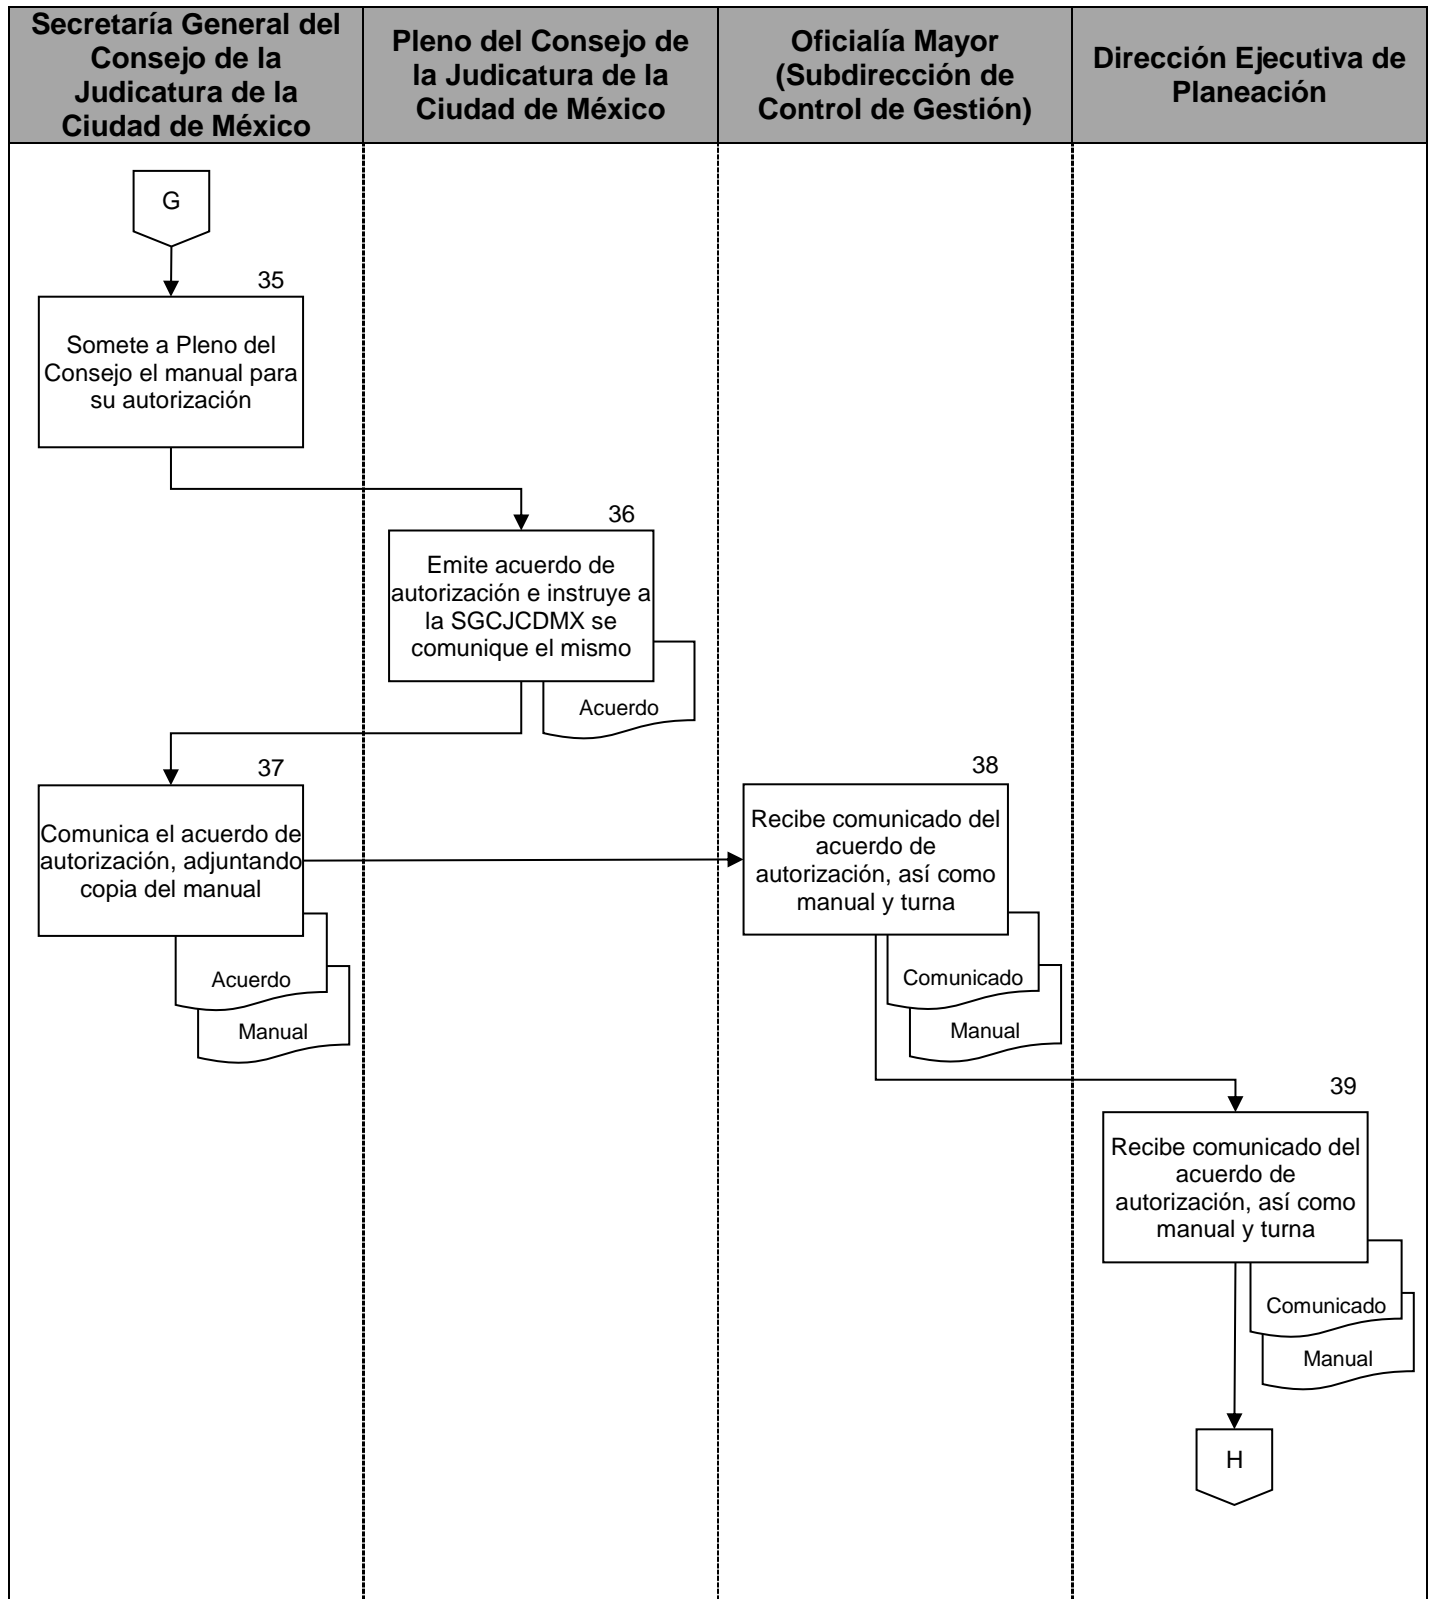 Secretaría General del
Consejo de la
Judicatura de la
Ciudad de México
Pleno del Consejo de
la Judicatura de la
Ciudad de México
Oficialía Mayor
(Subdirección de
Control de Gestión)
Dirección Ejecutiva de
Planeación
G
35
Somete a Pleno del
Consejo el manual para
su autorización
36
Emite acuerdo de
autorización e instruye a
la SGCJCDMX se
comunique el mismo
Acuerdo
37
Comunica el acuerdo de
autorización, adjuntando
copia del manual
Acuerdo
Manual
38
Recibe comunicado del
acuerdo de
autorización, así como
manual y turna
Comunicado
Manual
39
Recibe comunicado del
acuerdo de
autorización, así como
manual y turna
Comunicado
Manual
H